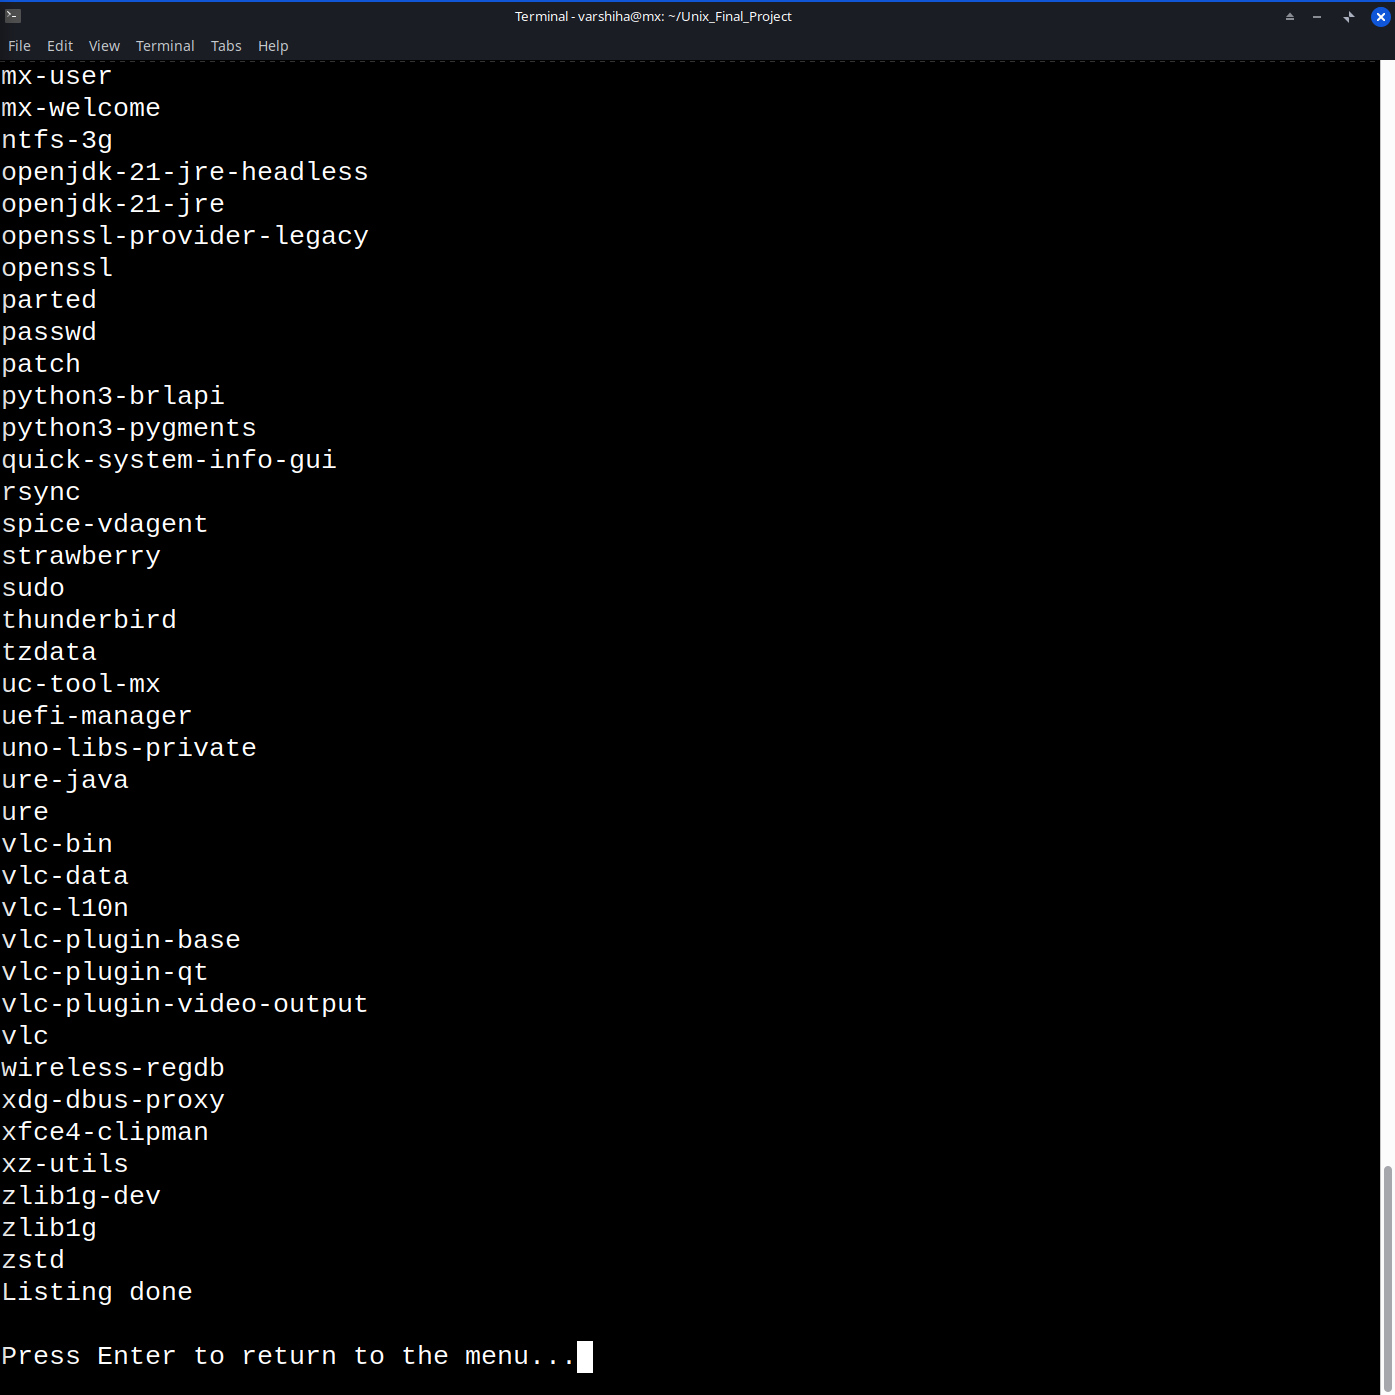 Terminal - varshiha@mx: ~/Unix_Final_Project
File Edit View Terminal Tabs Help
mx-user
mx-welcome
ntfs-3g
openjdk-21-jre-headless
openjdk-21-jre
openssl-provider-legacy
openssl
parted
passwd
patch
python3-brlapi
python3-pygments
quick-system-info-gui
rsync
spice-vdagent
strawberry
sudo
thunderbird
tzdata
uc-tool-mx
uefi-manager
uno-libs-private
ure-java
ure
vlc-bin
vlc-data
vlc-l10n
vlc-plugin-base
vlc-plugin-qt
vlc-plugin-video-output
vlc
wireless-regdb
xdg-dbus-proxy
xfce4-clipman
xz-utils
zlib1g-dev
zlib1g
zstd
Listing done
Press Enter to return to the menu...